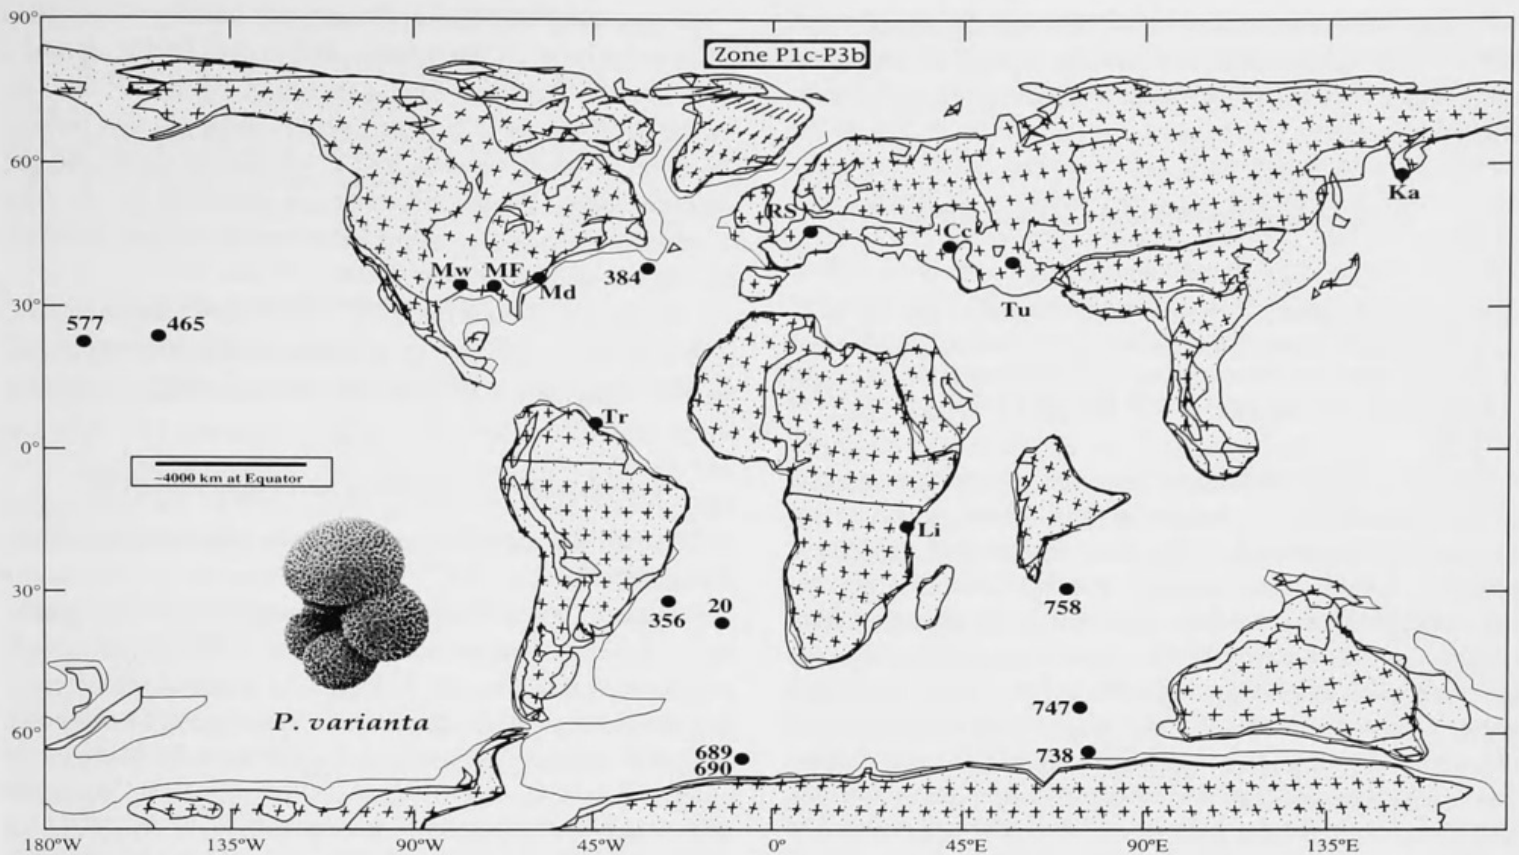 90°
Zone P1c-P3b
60°
RS
Ka
Cc
Mw MF
384
Md
30°
Tu
577
465
Tr
0°
~4000 km at Equator
Li
30°
20
356
758
747
P. varianta
60°
689
738
690
180°W 135°W 90°W 45°W 0° 45°E 90°E 135°E